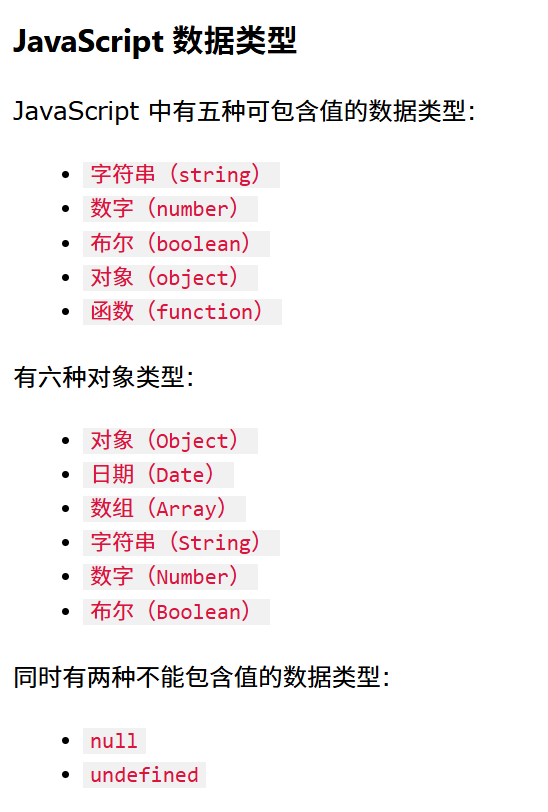 JavaScript 数据类型
JavaScript 中有五种可包含值的数据类型：
字符串（string）
数字（number）
布尔（boolean）
对象（object）
函数（function）
有六种对象类型：
对象（Object）
日期（Date）
数组（Array）
字符串（String）
数字（Number）
布尔（Boolean）
同时有两种不能包含值的数据类型：
null
undefined